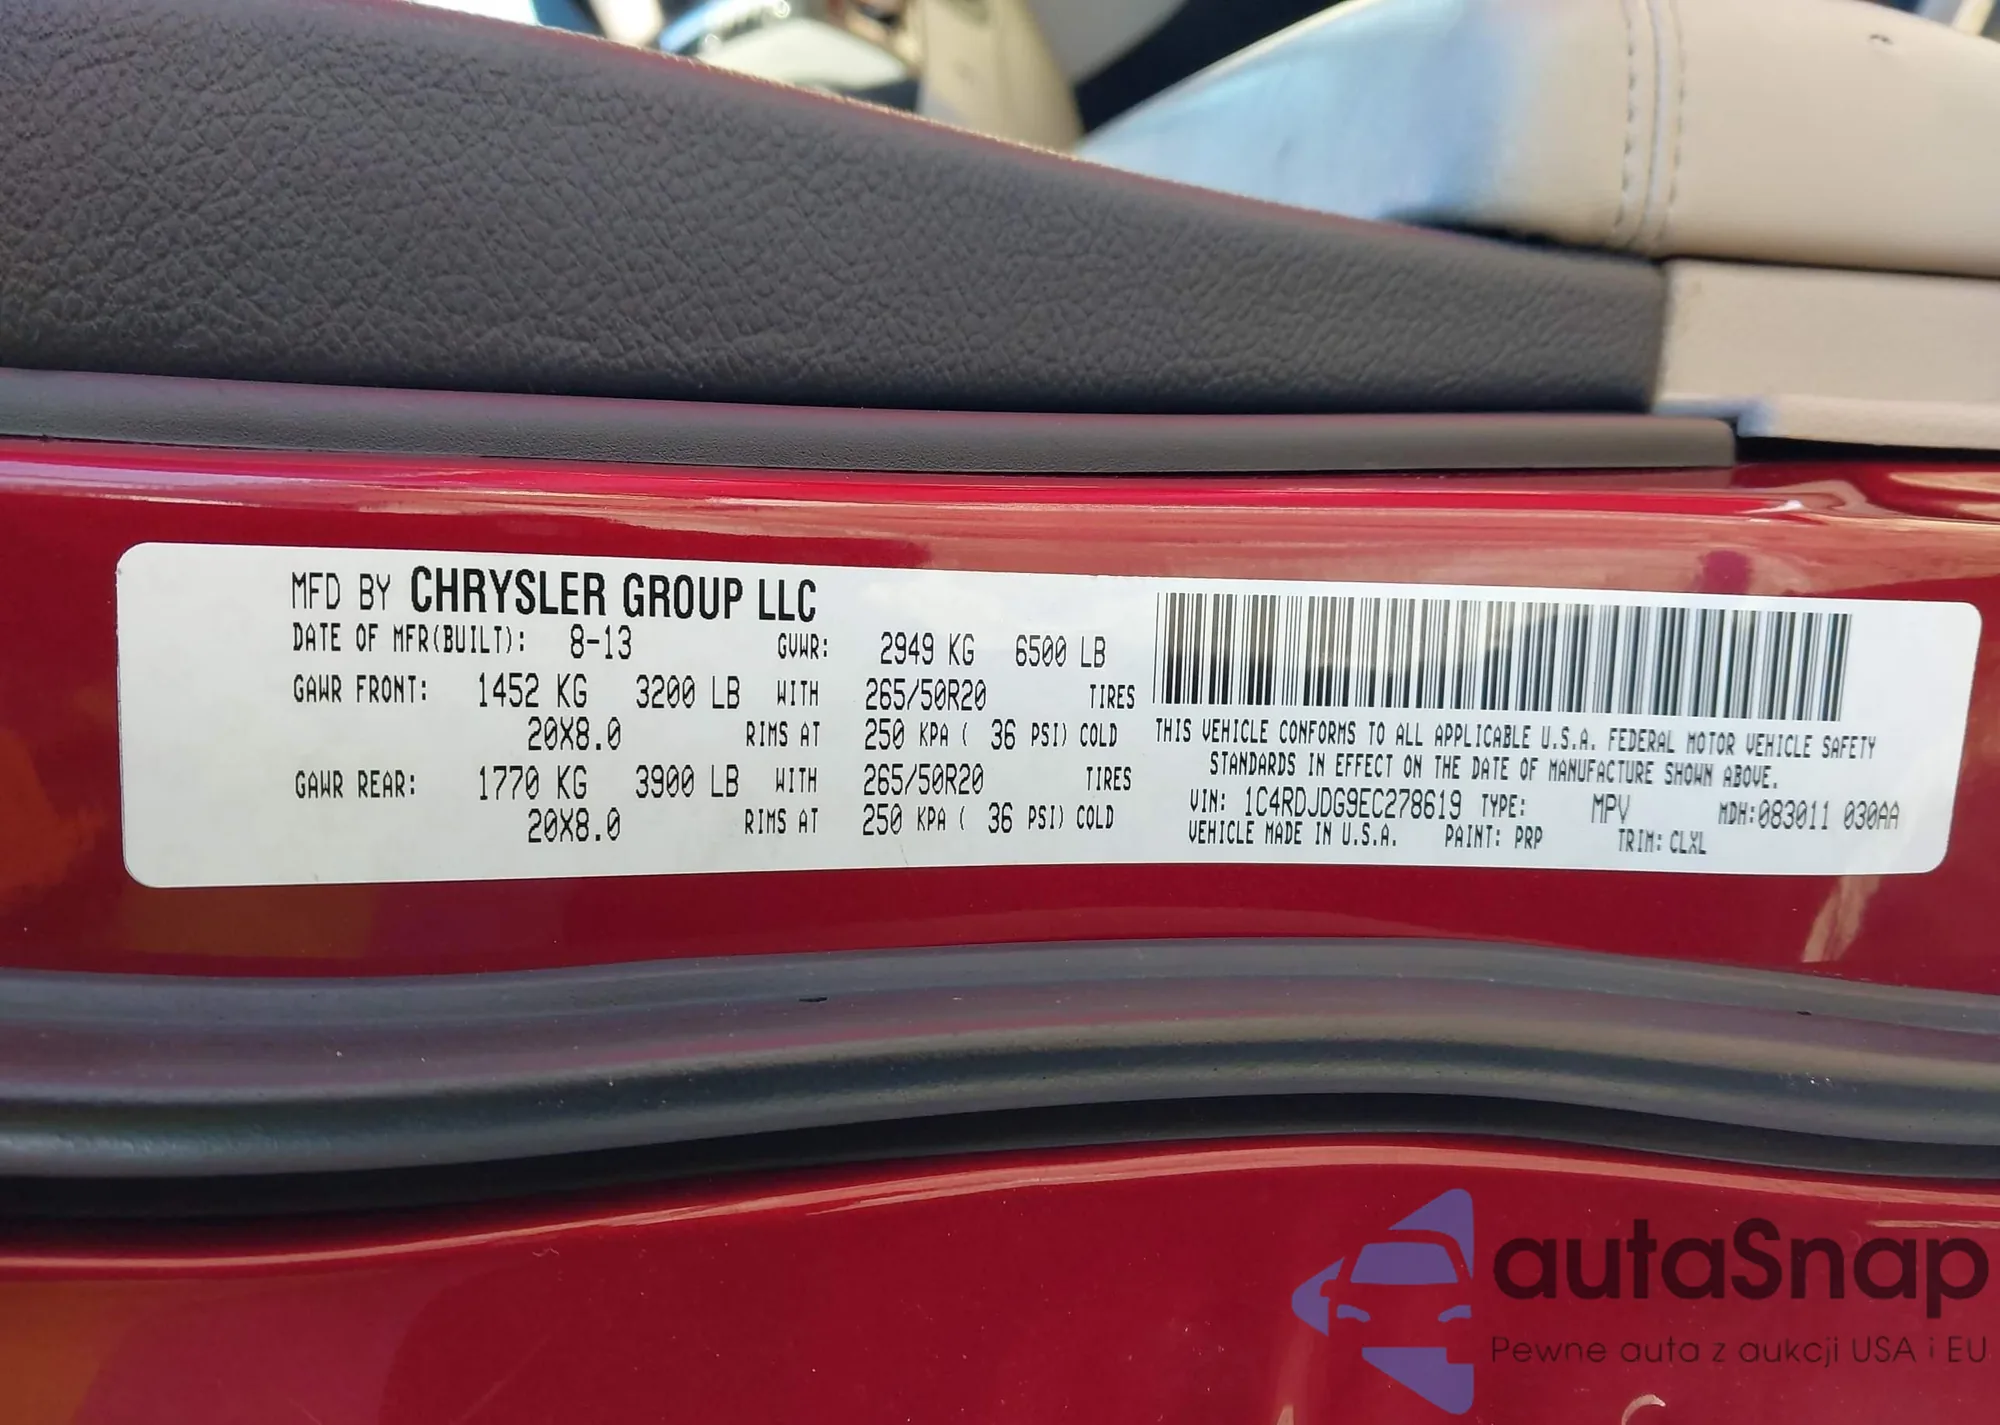 MFD BY CHRYSLER GROUP LLC
DATE OF MFR(BUILT): 8-13 GVWR: 2949 KG 6500 LB
GAWR FRONT: 1452 KG 3200 LB WITH 265/50R20 TIRES
20X8.0 RIMS AT 250 KPA ( 36 PSI) COLD
GAWR REAR: 1770 KG 3900 LB WITH 265/50R20 TIRES
20X8.0 RIMS AT 250 KPA ( 36 PSI) COLD
THIS VEHICLE CONFORMS TO ALL APPLICABLE U.S.A. FEDERAL MOTOR VEHICLE SAFETY
STANDARDS IN EFFECT ON THE DATE OF MANUFACTURE SHOWN ABOVE.
VIN: 1C4RDJDG9EC278619 TYPE: MPV MDH:083011 030AA
VEHICLE MADE IN U.S.A. PAINT: PRP TRIM: CLXL
autaSnap
Pewne auta z aukcji USA i EU